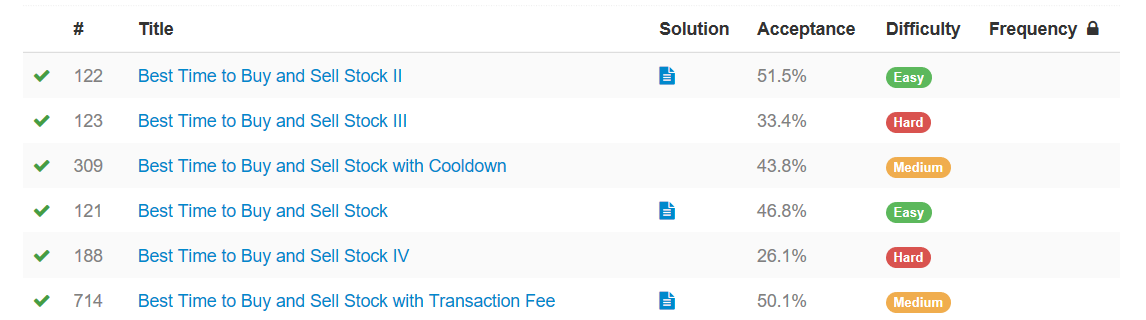 # Title Solution Acceptance Difficulty Frequency
122 Best Time to Buy and Sell Stock II 51.5% Easy
123 Best Time to Buy and Sell Stock III 33.4% Hard
309 Best Time to Buy and Sell Stock with Cooldown 43.8% Medium
121 Best Time to Buy and Sell Stock 46.8% Easy
188 Best Time to Buy and Sell Stock IV 26.1% Hard
714 Best Time to Buy and Sell Stock with Transaction Fee 50.1% Medium